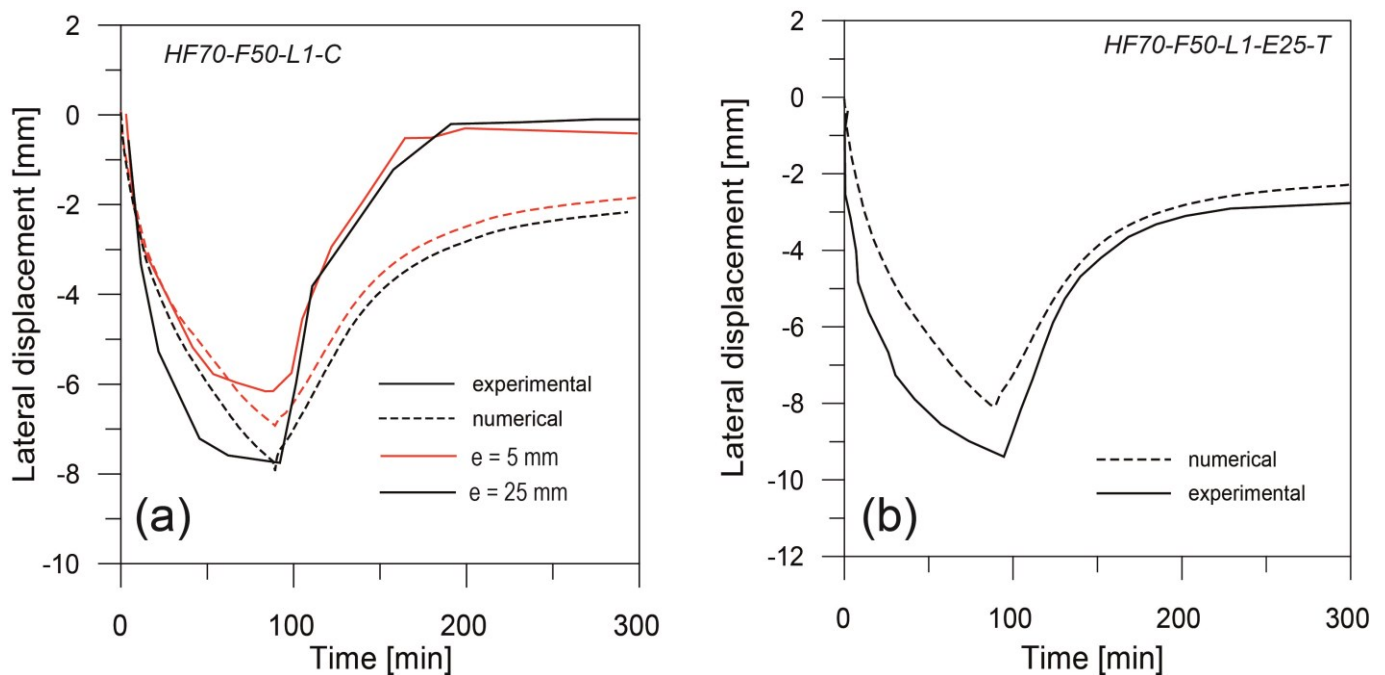 HF70-F50-L1-C
Lateral displacement [mm]
2
0
-2
-4
-6
-8
-10
experimental
numerical
e = 5 mm
e = 25 mm
(a)
0
100
200
300
Time [min]
HF70-F50-L1-E25-T
Lateral displacement [mm]
2
0
-2
-4
-6
-8
-10
-12
numerical
experimental
(b)
0
100
200
300
Time [min]